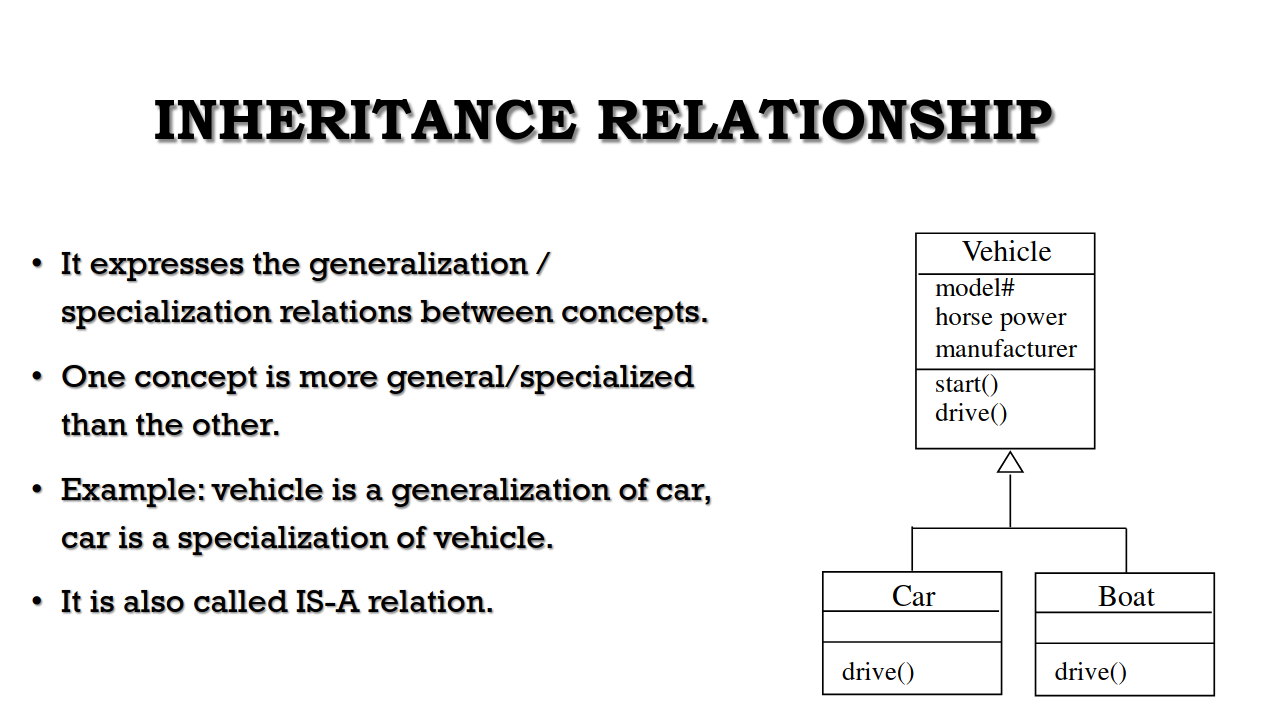 INHERITANCE RELATIONSHIP
• It expresses the generalization /
specialization relations between concepts.
• One concept is more general/specialized
than the other.
• Example: vehicle is a generalization of car,
car is a specialization of vehicle.
• It is also called IS-A relation.
Vehicle
model#
horse power
manufacturer
start()
drive()
Car
drive()
Boat
drive()